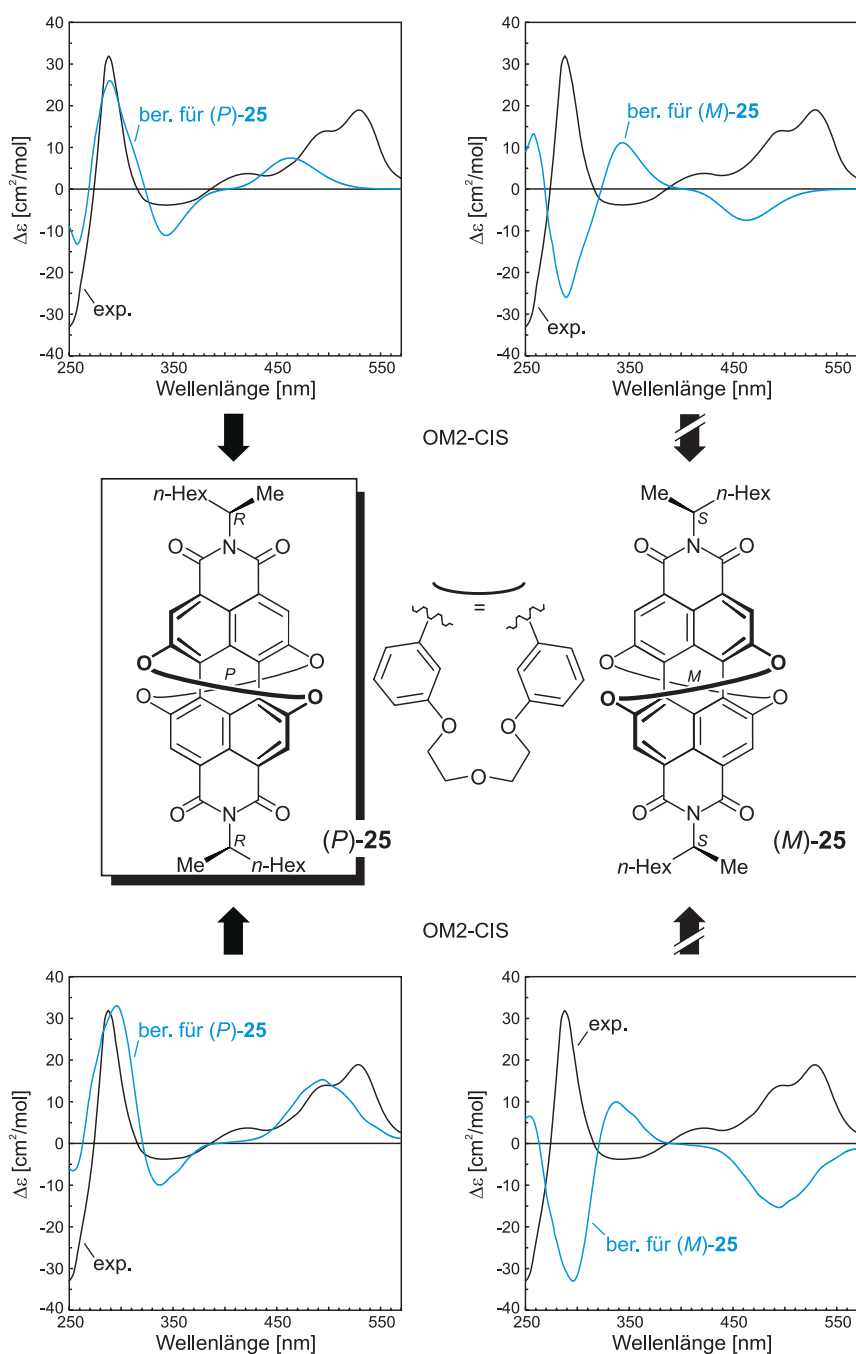 40
30
20
10
0
-10
-20
-30
-40
250
350
450
550
Δε [cm²/mol]
Wellenlänge [nm]
ber. für (P)-25
exp.
40
30
20
10
0
-10
-20
-30
-40
250
350
450
550
Δε [cm²/mol]
Wellenlänge [nm]
ber. für (M)-25
exp.
OM2-CIS
n-Hex Me
R
O N O
O O
P
O O
O N O
R
Me n-Hex
(P)-25
=
O O
O
Me n-Hex
S
O N O
O O
M
O O
O N O
S
n-Hex Me
(M)-25
OM2-CIS
40
30
20
10
0
-10
-20
-30
-40
250
350
450
550
Δε [cm²/mol]
Wellenlänge [nm]
ber. für (P)-25
exp.
40
30
20
10
0
-10
-20
-30
-40
250
350
450
550
Δε [cm²/mol]
Wellenlänge [nm]
exp.
ber. für (M)-25